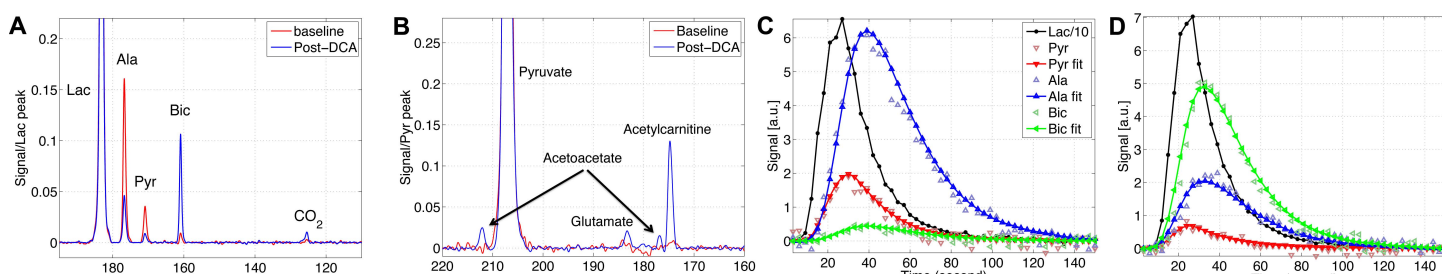 A
0.2
0.15
0.1
0.05
0
Signal/Lac peak
Lac
Ala
Pyr
Bic
CO2
baseline
Post–DCA
180
160
140
120
B
0.25
0.2
0.15
0.1
0.05
0
Signal/Pyr peak
Pyruvate
Acetoacetate
Acetylcarnitine
Glutamate
Baseline
Post–DCA
220
210
200
190
180
170
160
C
6
5
4
3
2
1
0
Signal [a.u.]
Lac/10
Pyr
Pyr fit
Ala
Ala fit
Bic
Bic fit
20
40
60
80
100
120
140
Time (second)
D
7
6
5
4
3
2
1
0
Signal [a.u.]
20
40
60
80
100
120
140